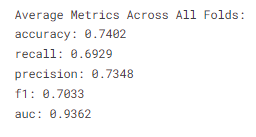 Average Metrics Across All Folds:
accuracy: 0.7402
recall: 0.6929
precision: 0.7348
f1: 0.7033
auc: 0.9362